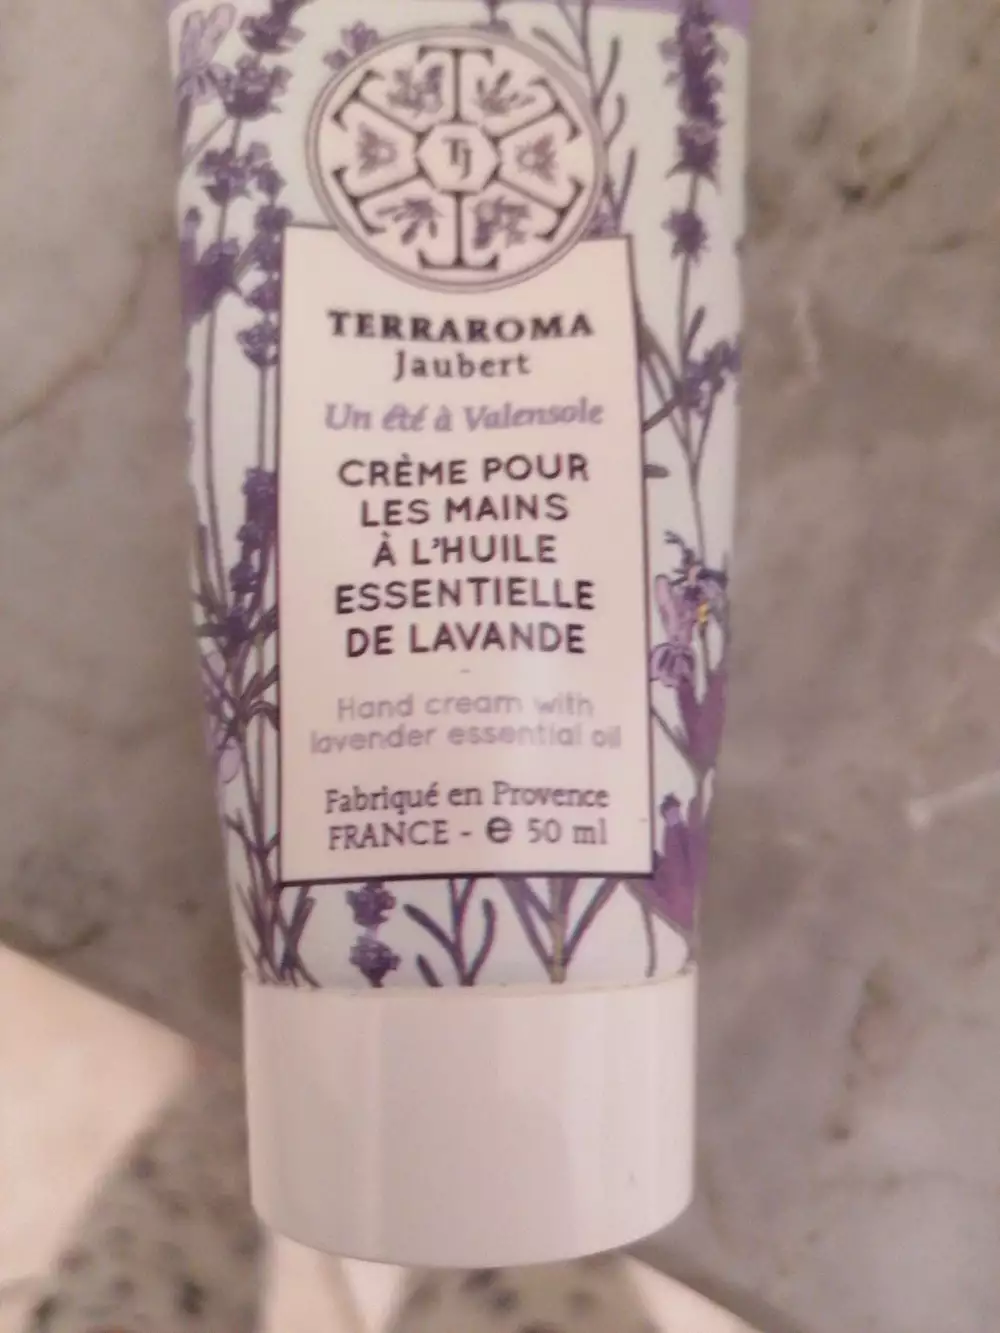 TJ
TERRAROMA
Jaubert
Un été à Valensole
CRÈME POUR
LES MAINS
À L'HUILE
ESSENTIELLE
DE LAVANDE
-
Hand cream with
lavender essential oil
Fabriqué en Provence
FRANCE - e 50 ml